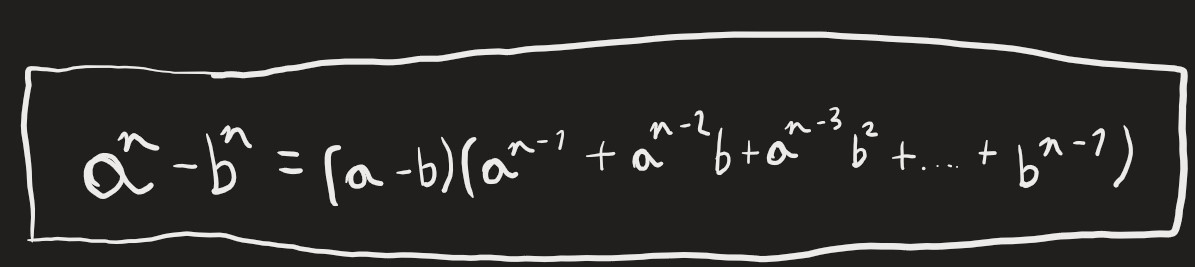 aⁿ - bⁿ = (a - b)(aⁿ⁻¹ + aⁿ⁻²b + aⁿ⁻³b² + .... + bⁿ⁻¹)